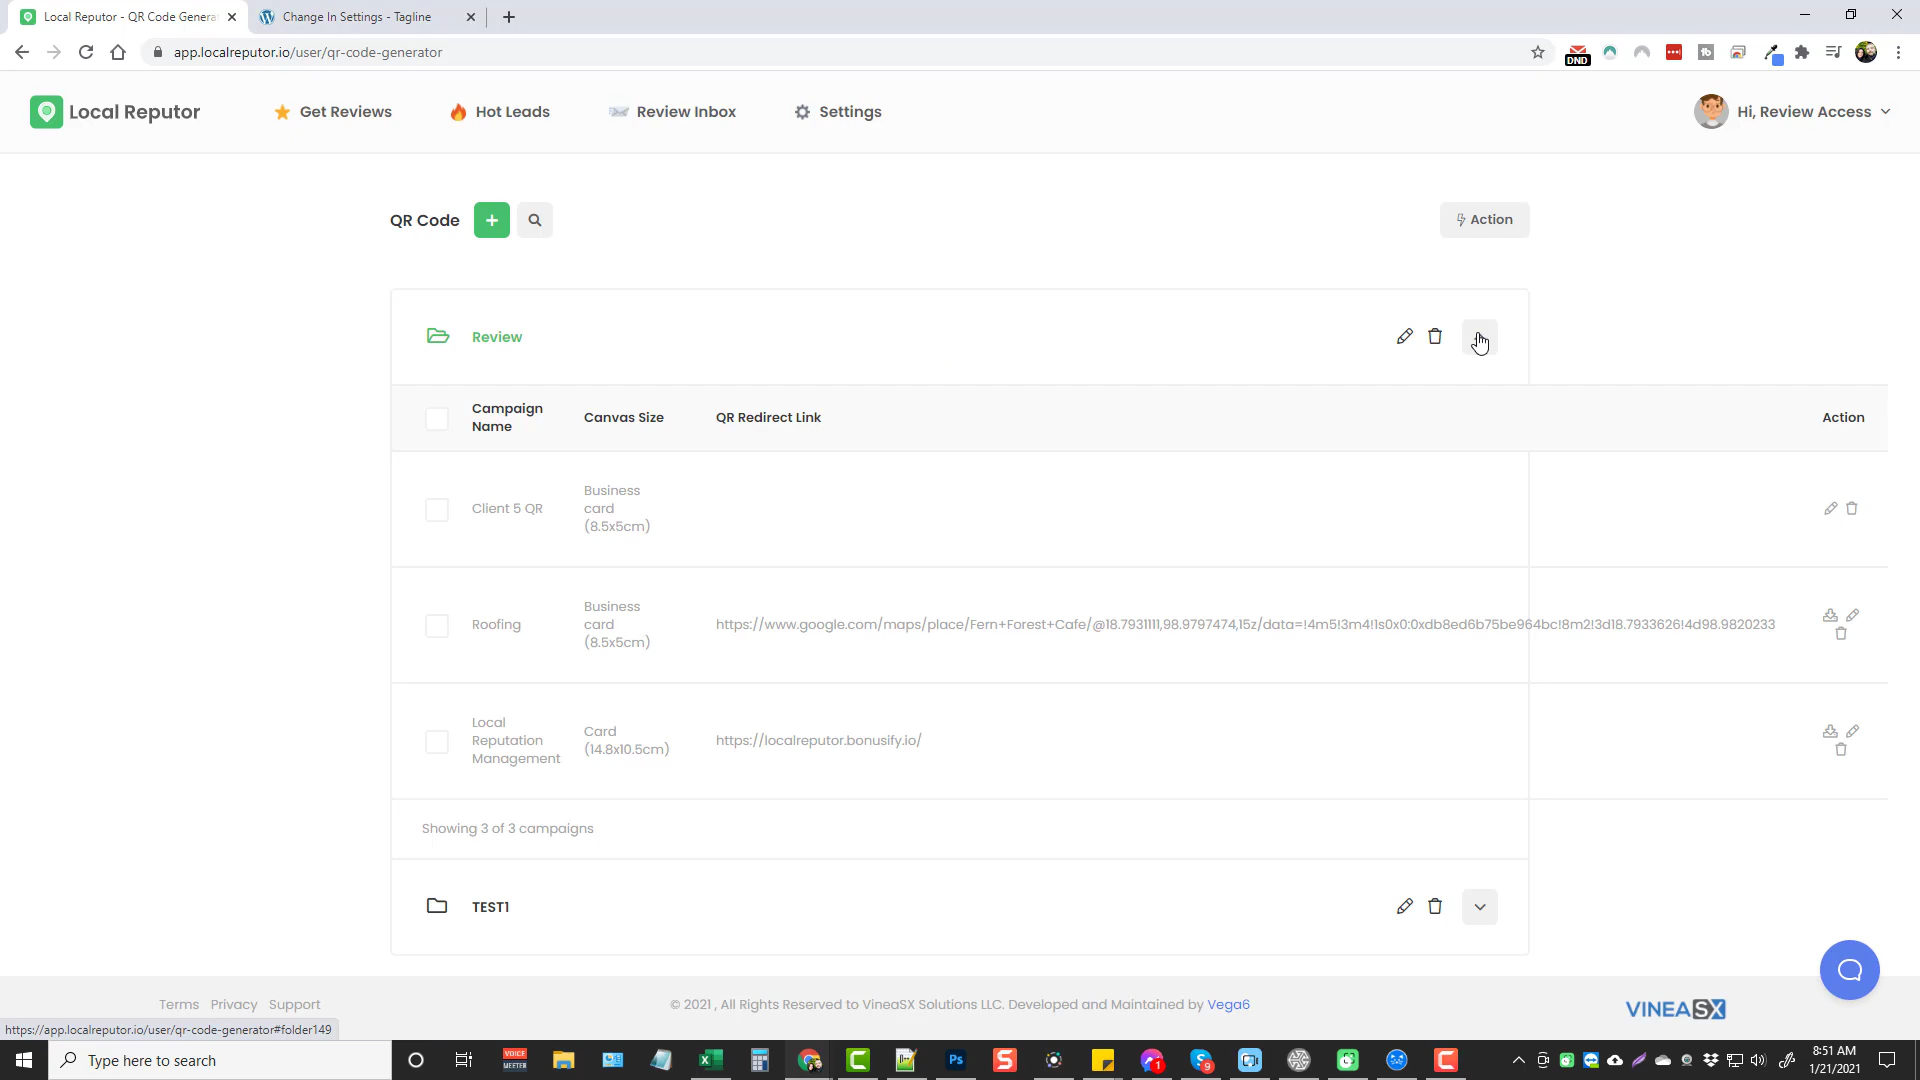 Local Reputor - QR Code Genera
Change In Settings - Tagline
app.localreputor.io/user/qr-code-generator
DND
Local Reputor
Get Reviews
Hot Leads
Review Inbox
Settings
Hi, Review Access
QR Code
Action
Review
Campaign Name
Canvas Size
QR Redirect Link
Action
Client 5 QR
Business
card
(8.5x5cm)
Roofing
Business
card
(8.5x5cm)
https://www.google.com/maps/place/Fern+Forest+Cafe/@18.7931111,98.9797474,15z/data=!4m5!3m4!1s0x0:0xdb8ed6b75be964bc!8m2!3d18.7933626!4d98.9820233
Local
Reputation
Management
Card
(14.8x10.5cm)
https://localreputor.bonusify.io/
Showing 3 of 3 campaigns
TEST1
Terms Privacy Support
© 2021 , All Rights Reserved to VineaSX Solutions LLC. Developed and Maintained by Vega6
VINEASX
https://app.localreputor.io/user/qr-code-generator#folder149
Type here to search
VOICE
MEETER
Ps
1
9
8:51 AM
1/21/2021